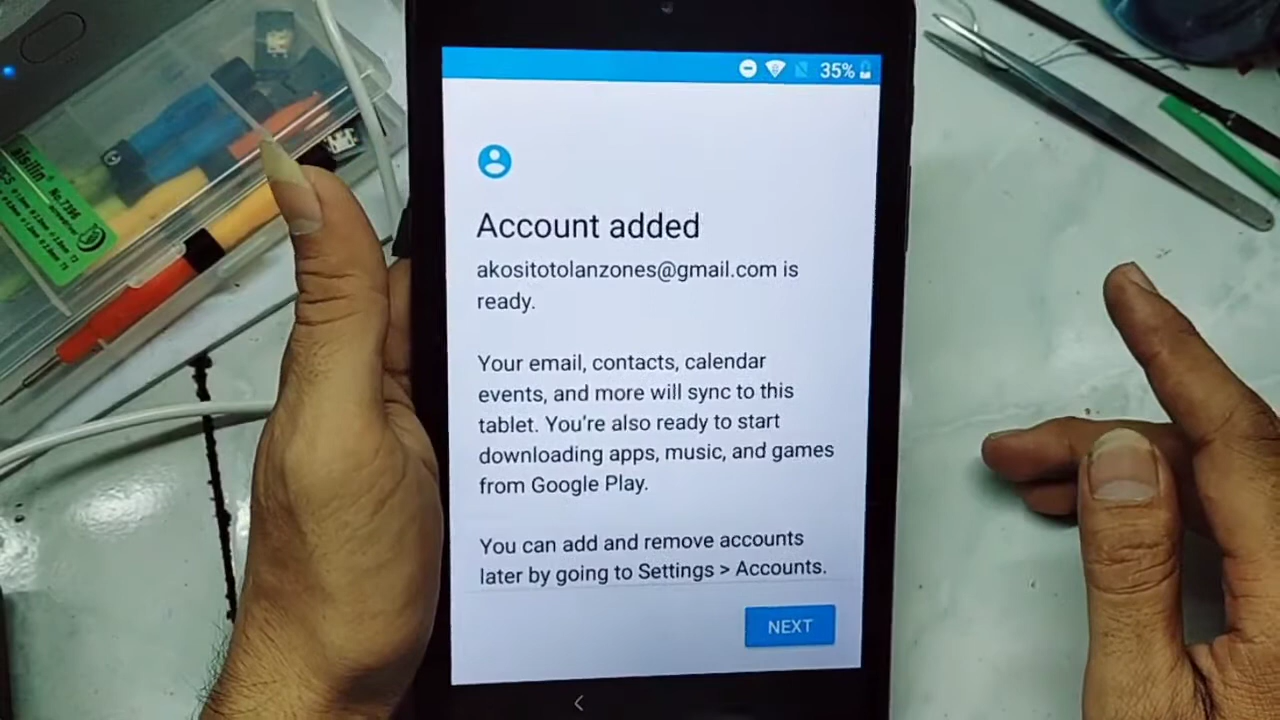 35%
Account added
akositotolanzones@gmail.com is
ready.
Your email, contacts, calendar
events, and more will sync to this
tablet. You're also ready to start
downloading apps, music, and games
from Google Play.
You can add and remove accounts
later by going to Settings > Accounts.
NEXT
No.7396